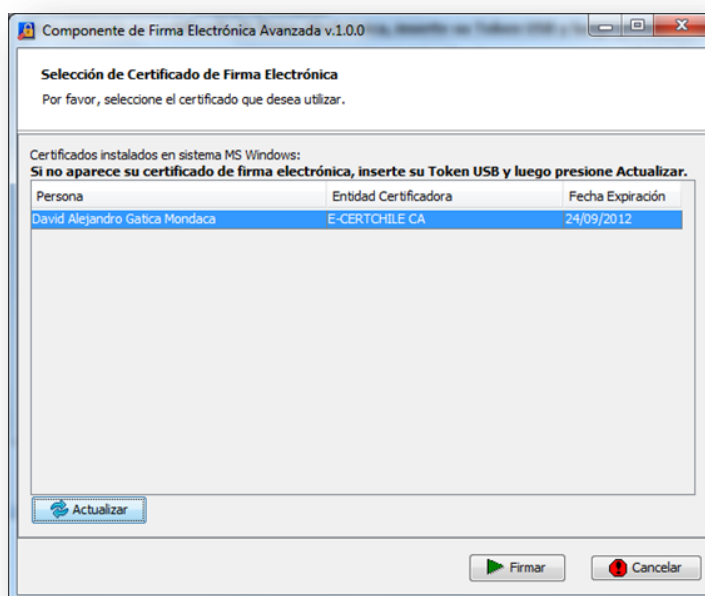 Componente de Firma Electrónica Avanzada v.1.0.0
Selección de Certificado de Firma Electrónica
Por favor, seleccione el certificado que desea utilizar.
Certificados instalados en sistema MS Windows:
Si no aparece su certificado de firma electrónica, inserte su Token USB y luego presione Actualizar.
Persona Entidad Certificadora Fecha Expiración
David Alejandro Gatica Mondaca E-CERTCHILE CA 24/09/2012
Actualizar
Firmar Cancelar